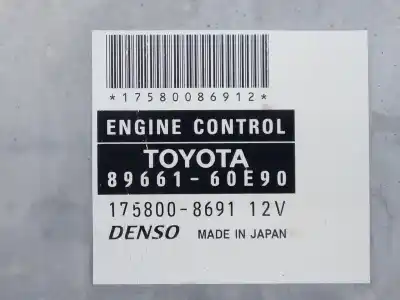 *17580086912*
ENGINE CONTROL
TOYOTA
89661-60E90
175800-8691 12V
DENSO MADE IN JAPAN